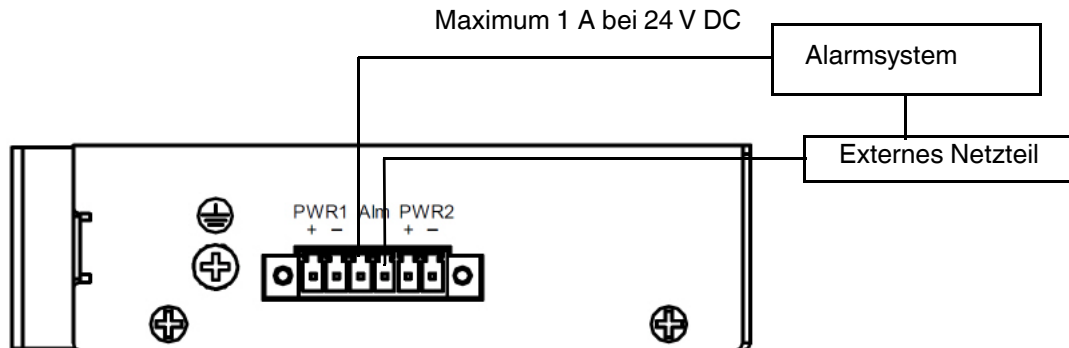 Maximum 1 A bei 24 V DC
Alarmsystem
Externes Netzteil
PWR1 Alm PWR2
+ – + –